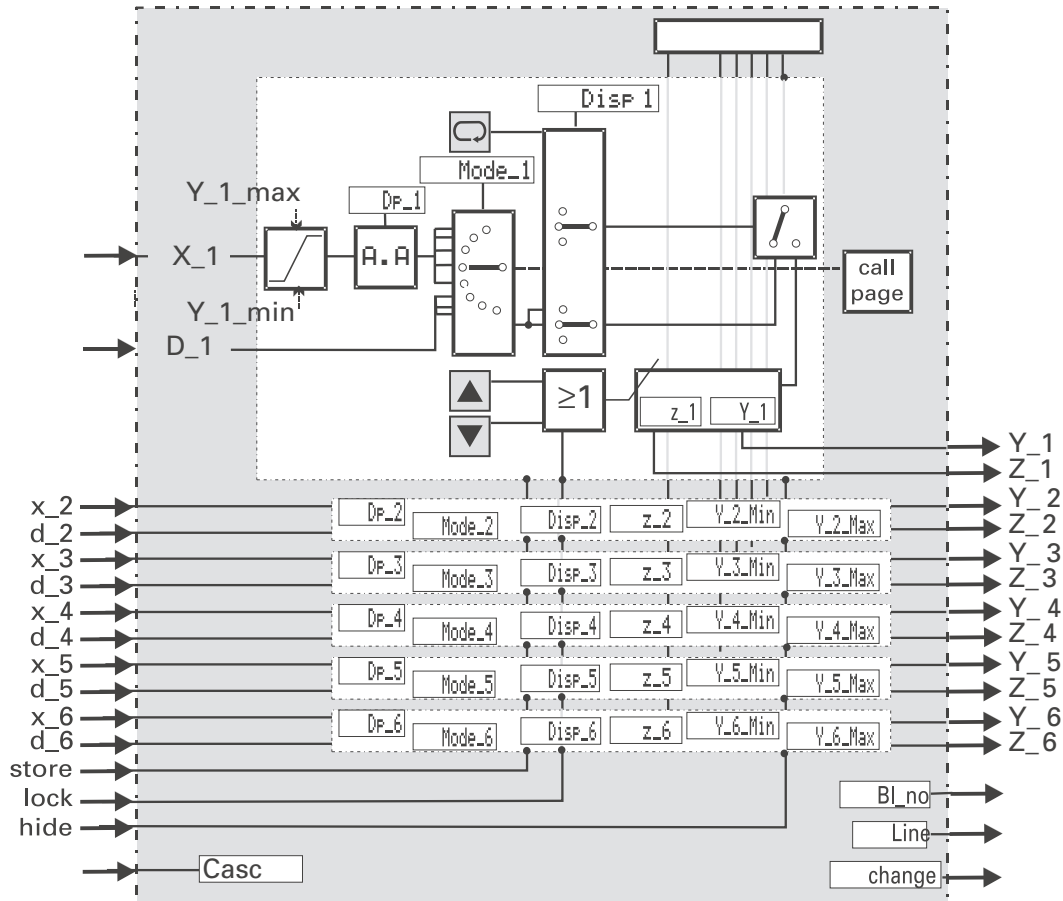 Disp 1
Mode_1
Y_1_max
Dp_1
X_1
A.A
call
page
Y_1_min
D_1
≥1
z_1
Y_1
Y_1
Z_1
x_2
Dp_2
Mode_2
Disp_2
z_2
Y_2_Min
Y_2_Max
Y_2
d_2
Z_2
x_3
Dp_3
Mode_3
Disp_3
z_3
Y_3_Min
Y_3_Max
Y_3
d_3
Z_3
x_4
Dp_4
Mode_4
Disp_4
z_4
Y_4_Min
Y_4_Max
Y_4
d_4
Z_4
x_5
Dp_5
Mode_5
Disp_5
z_5
Y_5_Min
Y_5_Max
Y_5
d_5
Z_5
x_6
Dp_6
Mode_6
Disp_6
z_6
Y_6_Min
Y_6_Max
Y_6
d_6
Z_6
store
lock
hide
Bl_no
Line
Casc
change